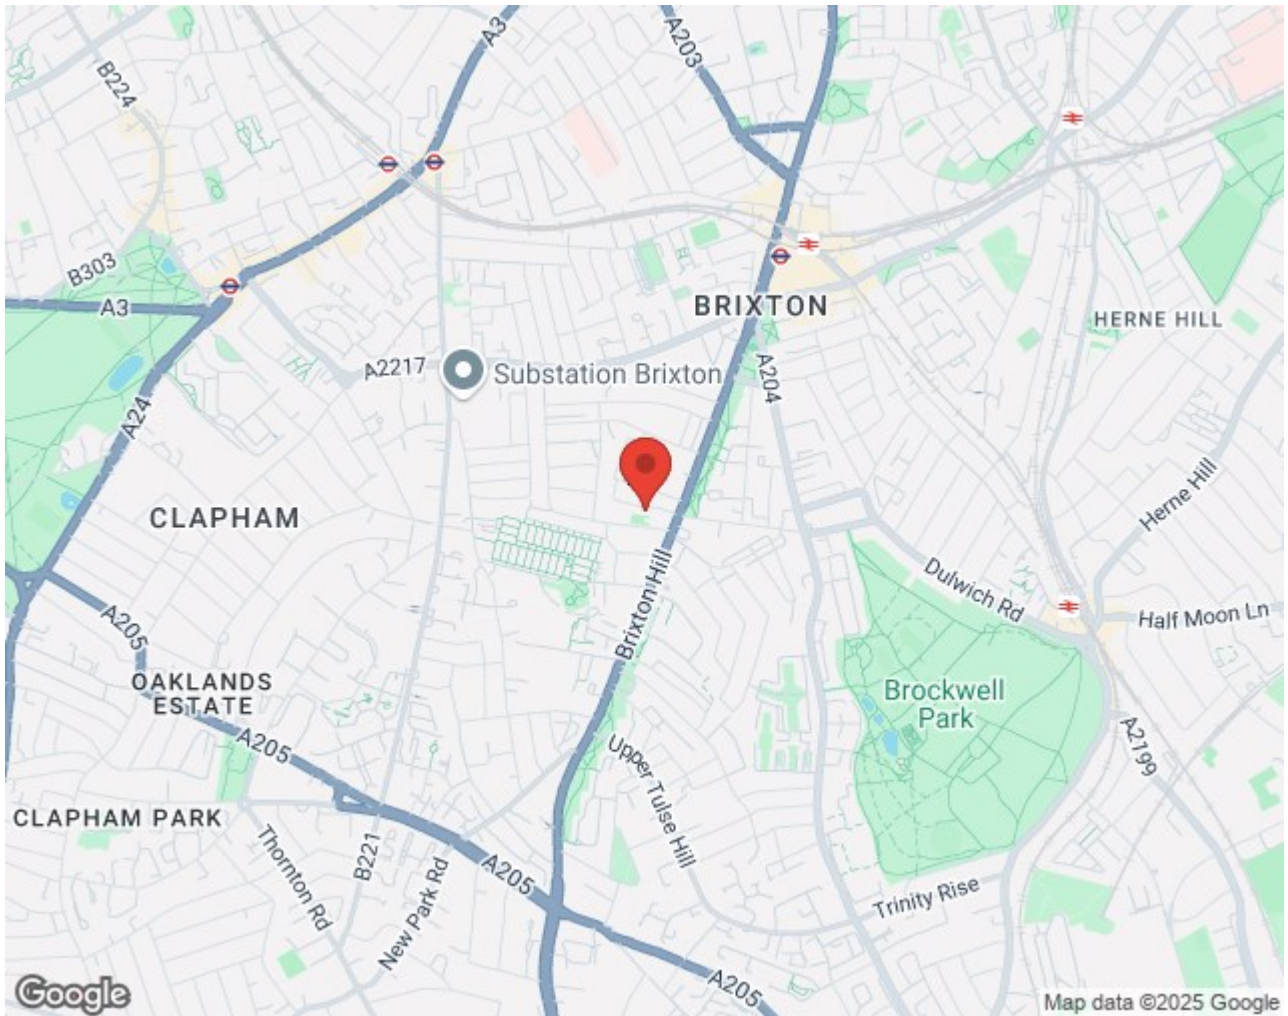 A3
A203
B224
B303
A3
BRIXTON
HERNE HILL
A2217
Substation Brixton
A204
A24
Herne Hill
CLAPHAM
Dulwich Rd
Half Moon Ln
A205
Brixton Hill
OAKLANDS
ESTATE
Brockwell
Park
A205
A2199
Upper Tulse Hill
CLAPHAM PARK
Thornton Rd
B221
New Park Rd
A205
Trinity Rise
A205
Google
Map data ©2025 Google